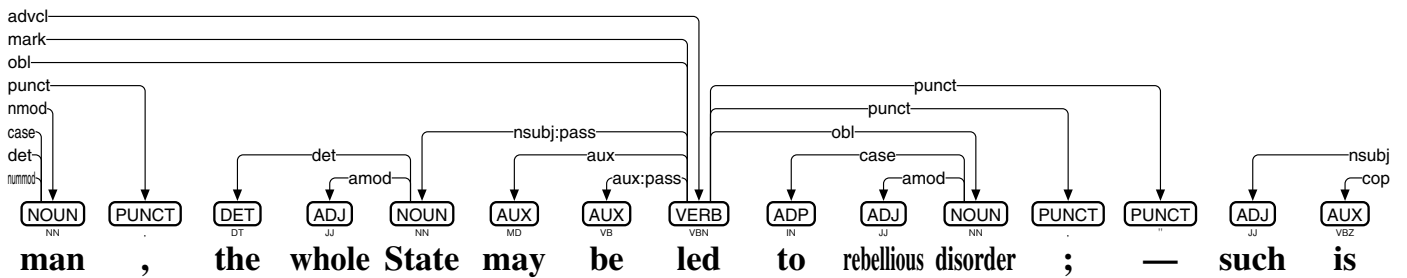 advcl
mark
obl
punct punct
nmod punct
case nsubj:pass obl
det det aux case nsubj
nummod amod aux:pass amod cop
NOUN PUNCT DET ADJ NOUN AUX AUX VERB ADP ADJ NOUN PUNCT PUNCT ADJ AUX
NN , DT JJ NN MD VB VBN IN JJ NN : " JJ VBZ
man , the whole State may be led to rebellious disorder ; — such is